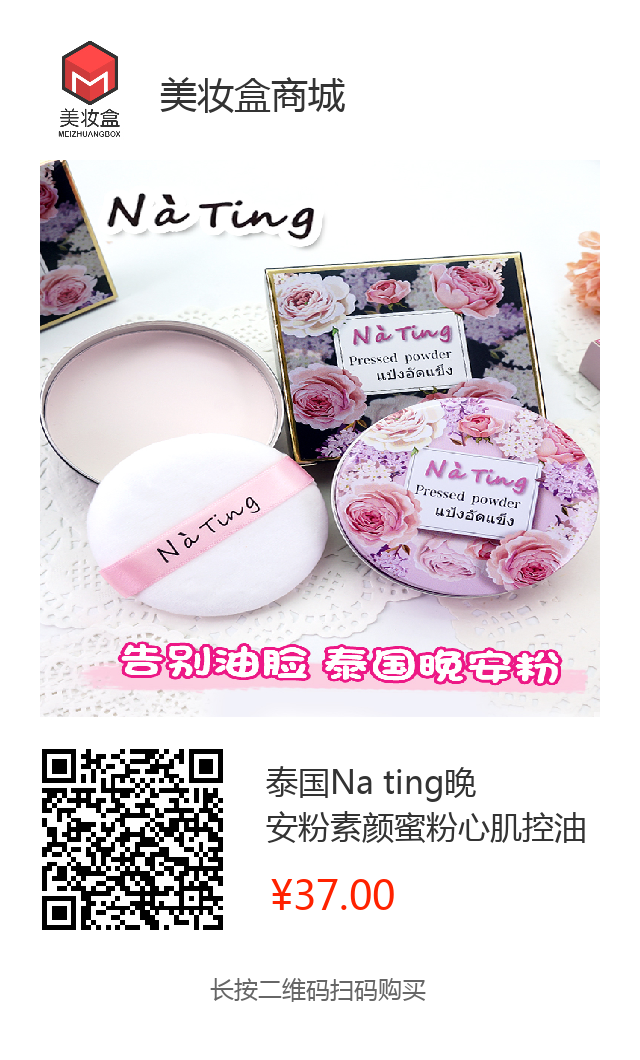 美妆盒
MEIZHUANGBOX
美妆盒商城
Nà Ting
Nà Ting
Pressed powder
แป้งอัดแข็ง
Nà Ting
Pressed powder
แป้งอัดแข็ง
Nà Ting
告别油脸 泰国晚安粉
泰国Na ting晚
安粉素颜蜜粉心肌控油
¥37.00
长按二维码扫码购买